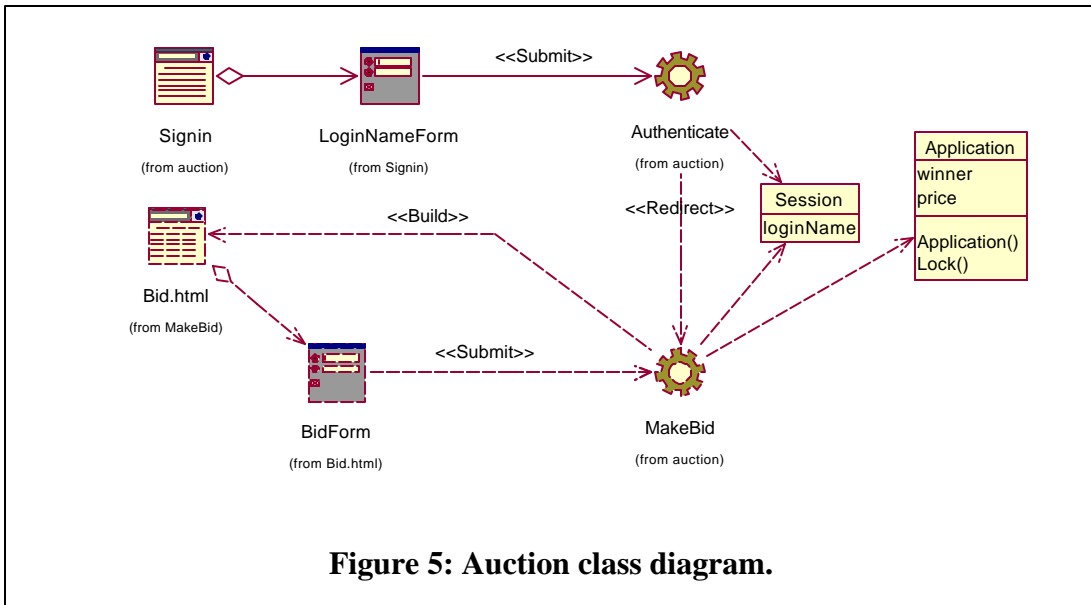 <<Submit>>
Signin
(from auction)
LoginNameForm
(from Signin)
Authenticate
(from auction)
Application
winner
price
Application()
Lock()
Session
loginName
<<Build>>
<<Redirect>>
Bid.html
(from MakeBid)
<<Submit>>
BidForm
(from Bid.html)
MakeBid
(from auction)
Figure 5: Auction class diagram.